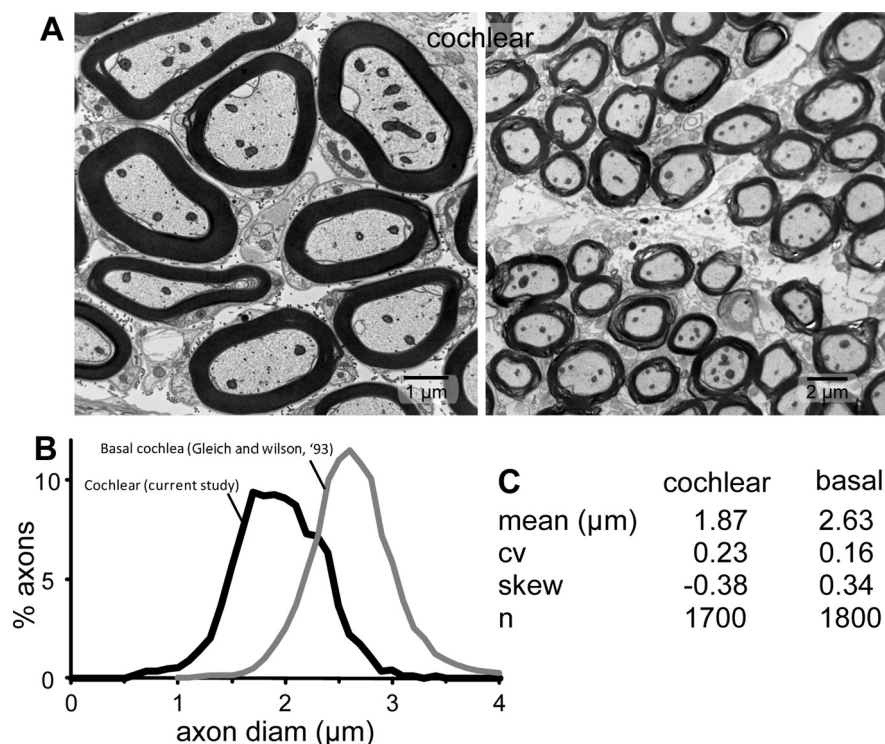 A
cochlear
1 µm
2 µm
B
Basal cochlea (Gleich and wilson, ‘93)
Cochlear (current study)
% axons
10
5
0
0 1 2 3 4
axon diam (µm)
C
cochlear basal
mean (µm) 1.87 2.63
cv 0.23 0.16
skew -0.38 0.34
n 1700 1800